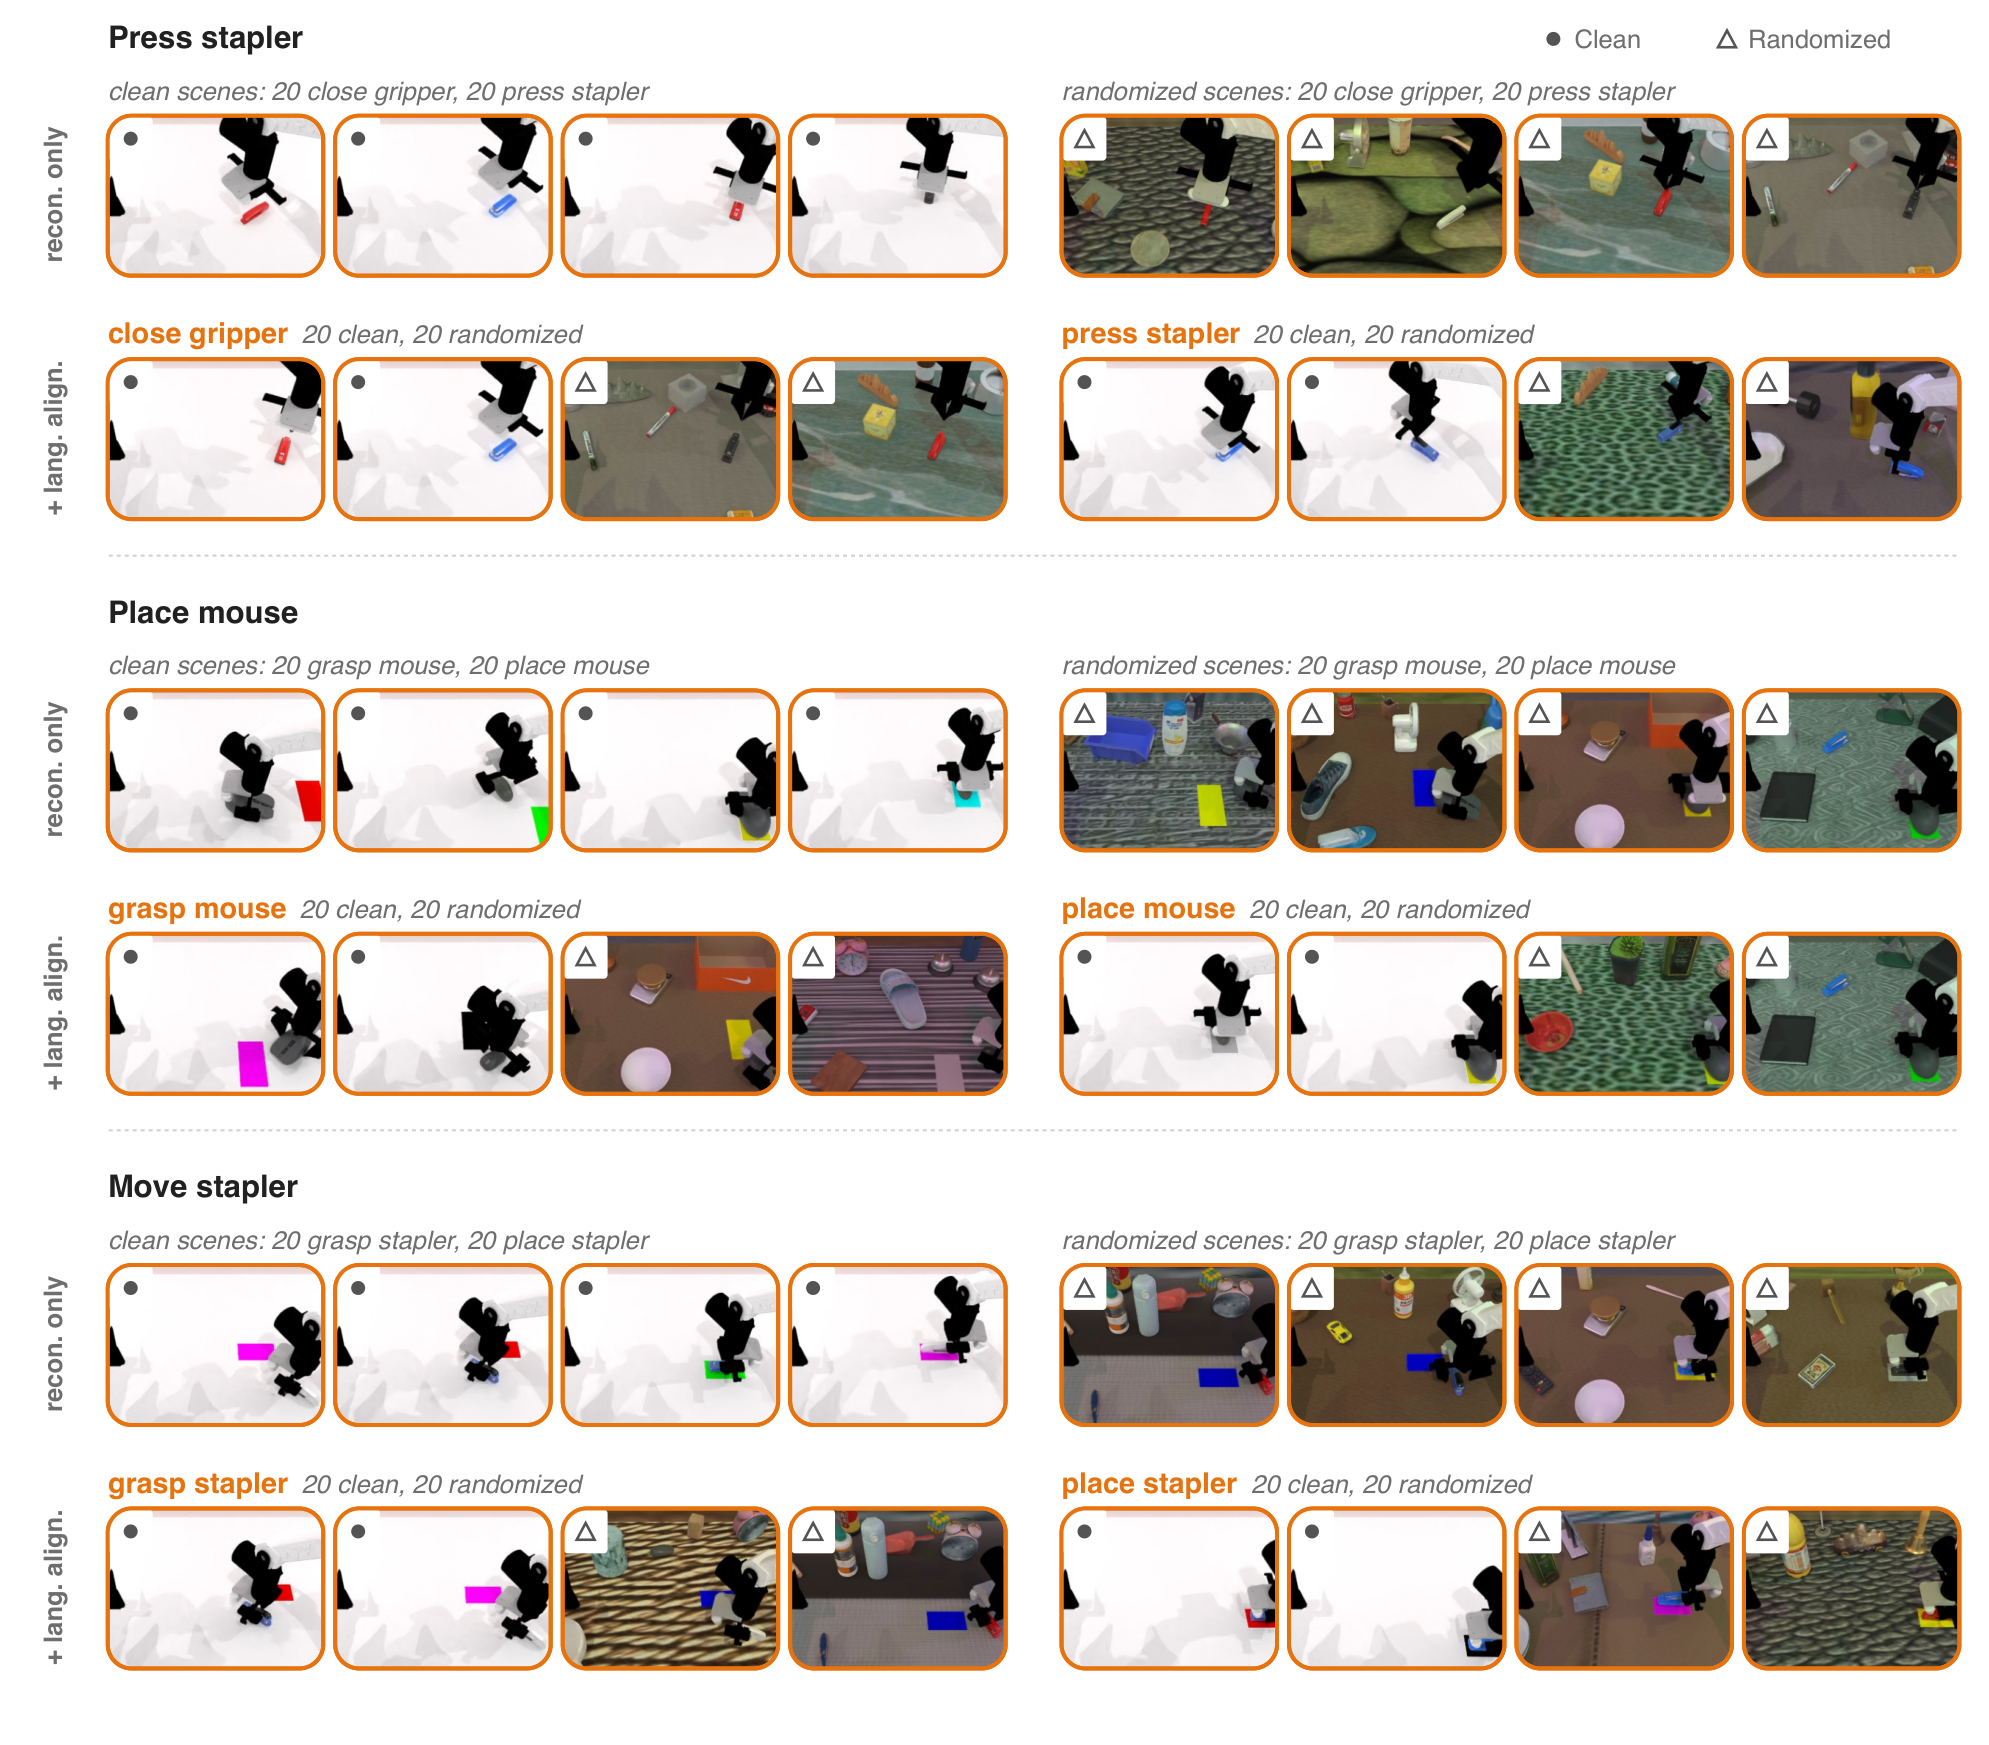 Press stapler
Clean
Randomized
clean scenes: 20 close gripper, 20 press stapler
randomized scenes: 20 close gripper, 20 press stapler
recon. only
close gripper 20 clean, 20 randomized
press stapler 20 clean, 20 randomized
+ lang. align.
Place mouse
clean scenes: 20 grasp mouse, 20 place mouse
randomized scenes: 20 grasp mouse, 20 place mouse
recon. only
grasp mouse 20 clean, 20 randomized
place mouse 20 clean, 20 randomized
+ lang. align.
Move stapler
clean scenes: 20 grasp stapler, 20 place stapler
randomized scenes: 20 grasp stapler, 20 place stapler
recon. only
grasp stapler 20 clean, 20 randomized
place stapler 20 clean, 20 randomized
+ lang. align.